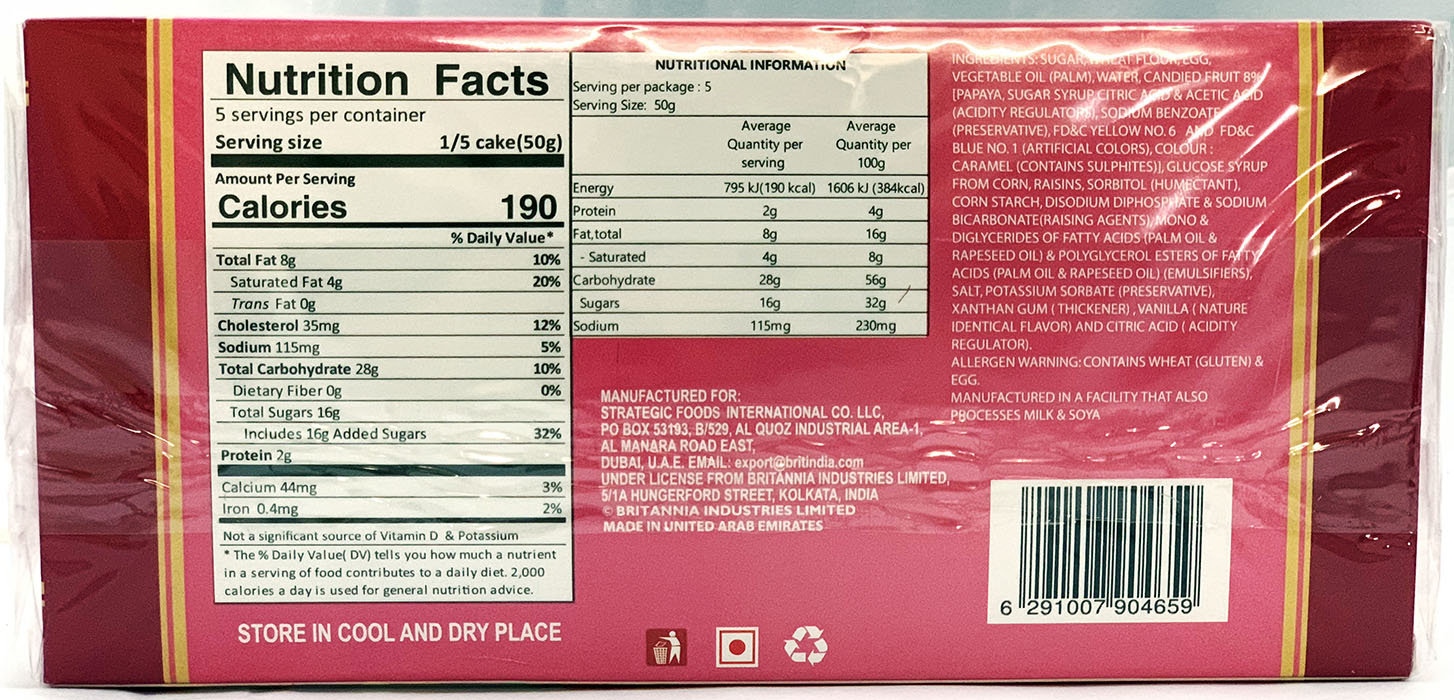 Nutrition Facts
5 servings per container
Serving size 1/5 cake(50g)
Amount Per Serving
Calories 190
% Daily Value*
Total Fat 8g 10%
Saturated Fat 4g 20%
Trans Fat 0g
Cholesterol 35mg 12%
Sodium 115mg 5%
Total Carbohydrate 28g 10%
Dietary Fiber 0g 0%
Total Sugars 16g
Includes 16g Added Sugars 32%
Protein 2g
Calcium 44mg 3%
Iron 0.4mg 2%
Not a significant source of Vitamin D & Potassium
* The % Daily Value( DV) tells you how much a nutrient
in a serving of food contributes to a daily diet. 2,000
calories a day is used for general nutrition advice.
STORE IN COOL AND DRY PLACE
NUTRITIONAL INFORMATION
Serving per package : 5
Serving Size: 50g
Average Average
Quantity per Quantity per
serving 100g
Energy 795 kJ(190 kcal) 1606 kJ (384kcal)
Protein 2g 4g
Fat,total 8g 16g
- Saturated 4g 8g
Carbohydrate 28g 56g
Sugars 16g 32g
Sodium 115mg 230mg
MANUFACTURED FOR:
STRATEGIC FOODS INTERNATIONAL CO. LLC,
PO BOX 53193, B/529, AL QUOZ INDUSTRIAL AREA-1,
AL MANARA ROAD EAST,
DUBAI, U.A.E. EMAIL: export@britindia.com
UNDER LICENSE FROM BRITANNIA INDUSTRIES LIMITED,
5/1A HUNGERFORD STREET, KOLKATA, INDIA
© BRITANNIA INDUSTRIES LIMITED
MADE IN UNITED ARAB EMIRATES
INGREDIENTS: SUGAR, WHEAT FLOUR, EGG,
VEGETABLE OIL (PALM), WATER, CANDIED FRUIT 8%
[PAPAYA, SUGAR SYRUP, CITRIC ACID & ACETIC ACID
(ACIDITY REGULATORS), SODIUM BENZOATE
(PRESERVATIVE), FD&C YELLOW NO. 6 AND FD&C
BLUE NO. 1 (ARTIFICIAL COLORS), COLOUR :
CARAMEL (CONTAINS SULPHITES)], GLUCOSE SYRUP
FROM CORN, RAISINS, SORBITOL (HUMECTANT),
CORN STARCH, DISODIUM DIPHOSPHATE & SODIUM
BICARBONATE(RAISING AGENTS), MONO &
DIGLYCERIDES OF FATTY ACIDS (PALM OIL &
RAPESEED OIL) & POLYGLYCEROL ESTERS OF FATTY
ACIDS (PALM OIL & RAPESEED OIL) (EMULSIFIERS),
SALT, POTASSIUM SORBATE (PRESERVATIVE),
XANTHAN GUM ( THICKENER) , VANILLA ( NATURE
IDENTICAL FLAVOR) AND CITRIC ACID ( ACIDITY
REGULATOR).
ALLERGEN WARNING: CONTAINS WHEAT (GLUTEN) &
EGG.
MANUFACTURED IN A FACILITY THAT ALSO
PROCESSES MILK & SOYA
6 291007 904659